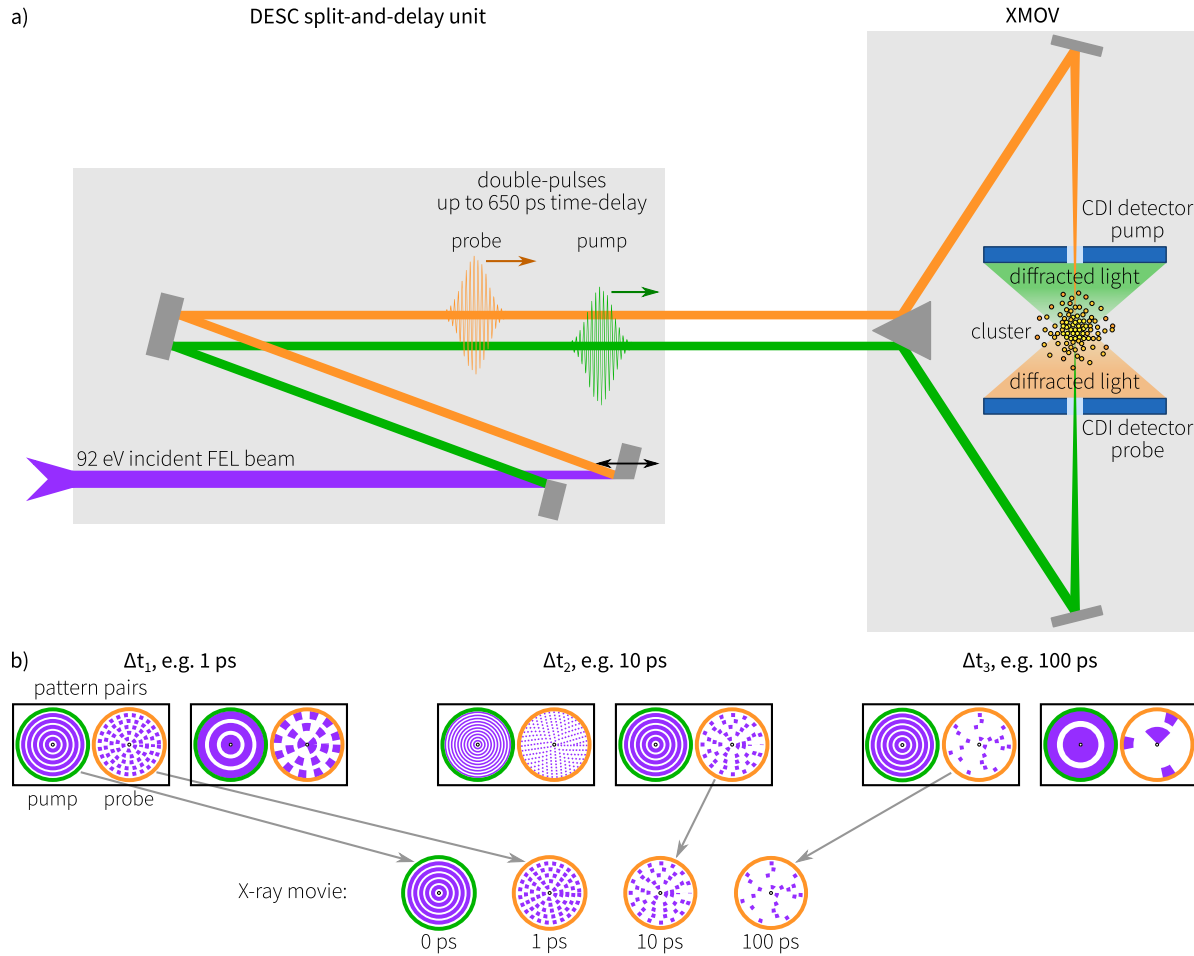 a)
DESC split-and-delay unit
XMOV
double-pulses
up to 650 ps time-delay
probe
pump
CDI detector
pump
diffracted light
cluster
diffracted light
CDI detector
probe
92 eV incident FEL beam
b)
Δt₁, e.g. 1 ps
Δt₂, e.g. 10 ps
Δt₃, e.g. 100 ps
pattern pairs
pump
probe
X-ray movie:
0 ps
1 ps
10 ps
100 ps